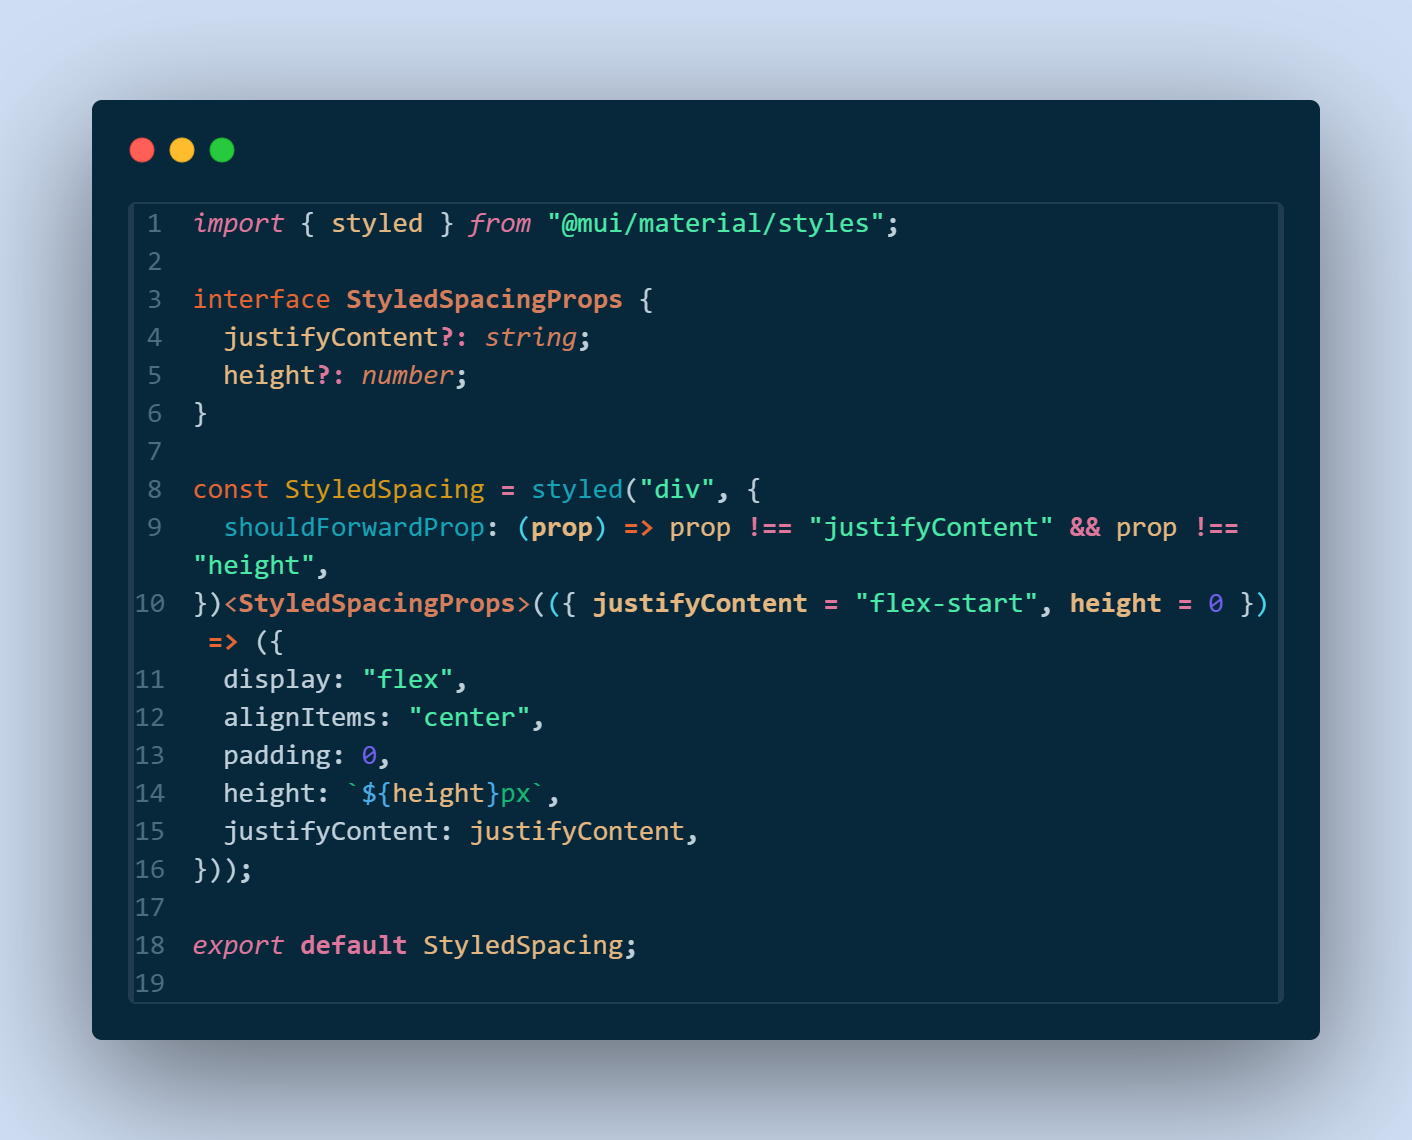 1 import { styled } from "@mui/material/styles";
2
3 interface StyledSpacingProps {
4   justifyContent?: string;
5   height?: number;
6 }
7
8 const StyledSpacing = styled("div", {
9   shouldForwardProp: (prop) => prop !== "justifyContent" && prop !==
"height",
10 })<StyledSpacingProps>(({ justifyContent = "flex-start", height = 0 })
 => ({
11   display: "flex",
12   alignItems: "center",
13   padding: 0,
14   height: `${height}px`,
15   justifyContent: justifyContent,
16 }));
17
18 export default StyledSpacing;
19